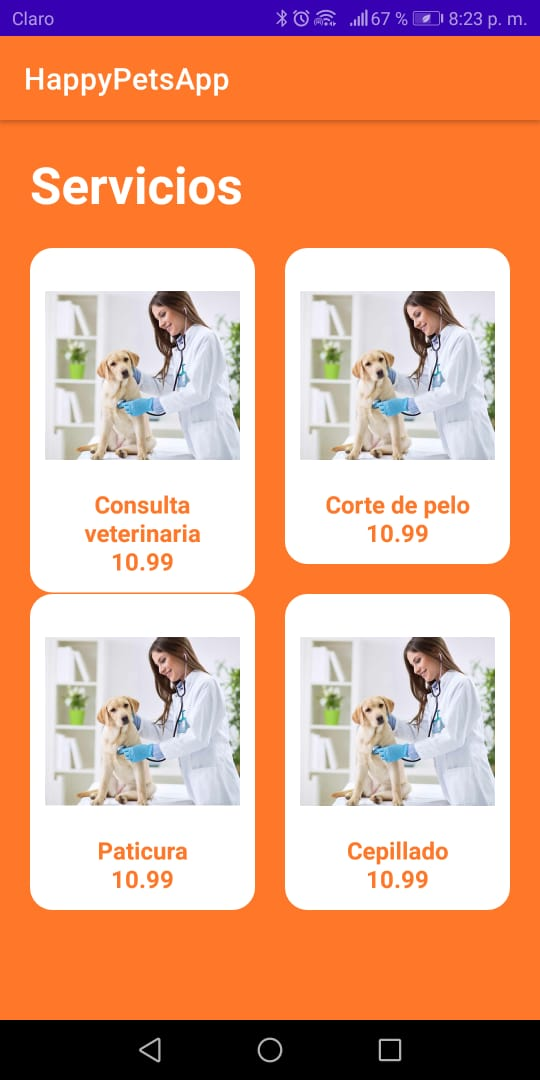 Claro 67 % 8:23 p. m.
HappyPetsApp
Servicios
Consulta
veterinaria
10.99
Corte de pelo
10.99
Paticura
10.99
Cepillado
10.99